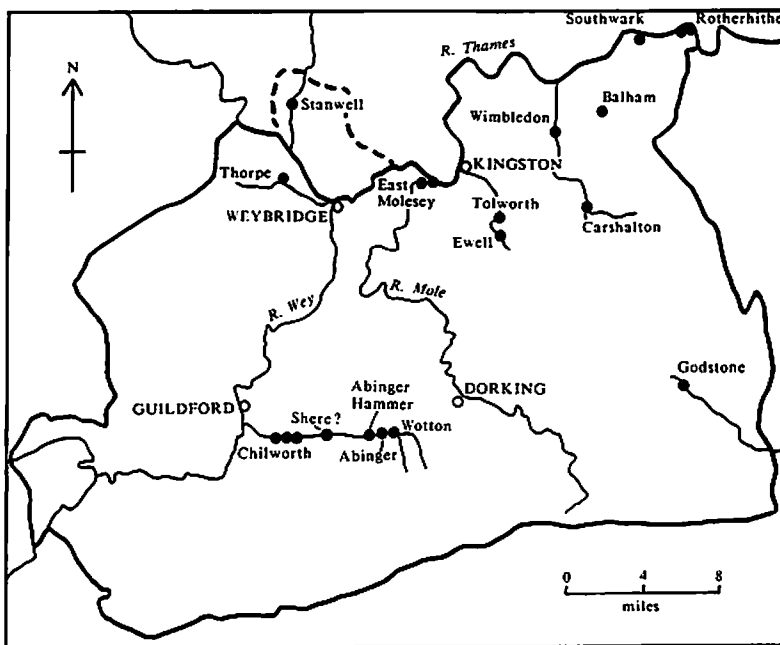 Southwark
Rotherhithe
R. Thames
N
Stanwell
Balham
Wimbledon
Thorpe
KINGSTON
East
Molesey
WEYBRIDGE
Tolworth
Carshalton
Ewell
R. Wey
R. Mole
Godstone
Abinger
Hammer
DORKING
GUILDFORD
Shere?
Wotton
Chilworth
Abinger
0 4 8
miles